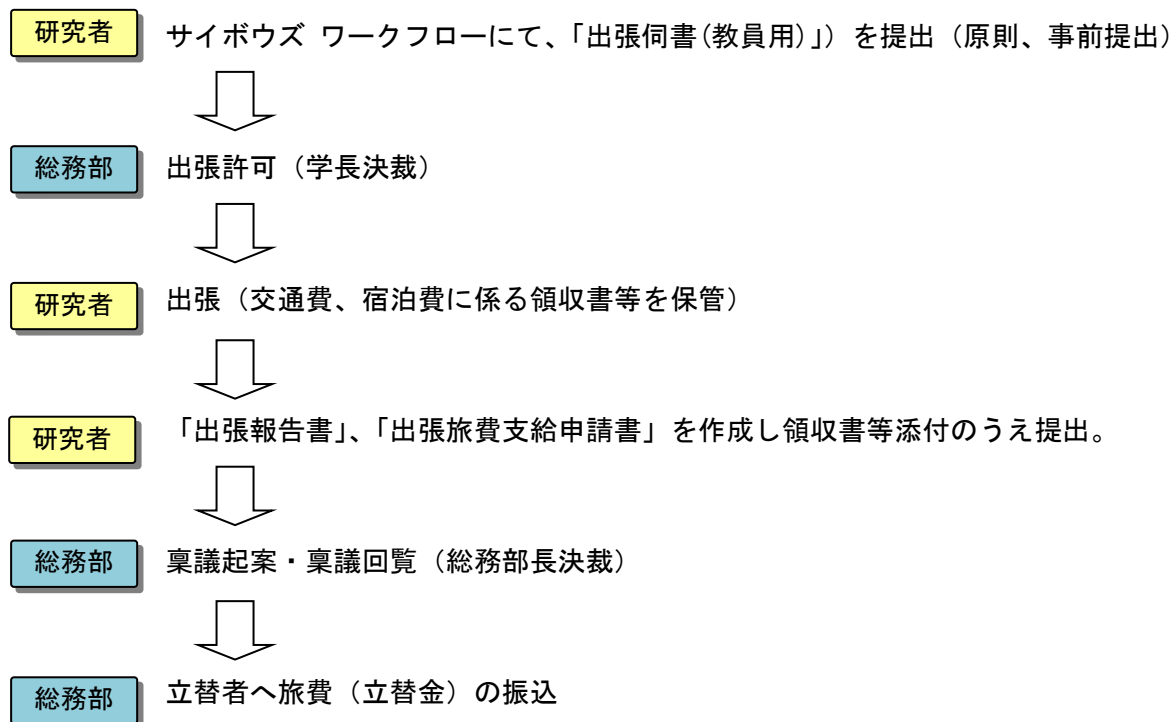 研究者 サイボウズ ワークフローにて、「出張伺書(教員用)」）を提出（原則、事前提出）
総務部 出張許可（学長決裁）
研究者 出張（交通費、宿泊費に係る領収書等を保管）
研究者 「出張報告書」、「出張旅費支給申請書」を作成し領収書等添付のうえ提出。
総務部 稟議起案・稟議回覧（総務部長決裁）
総務部 立替者へ旅費（立替金）の振込